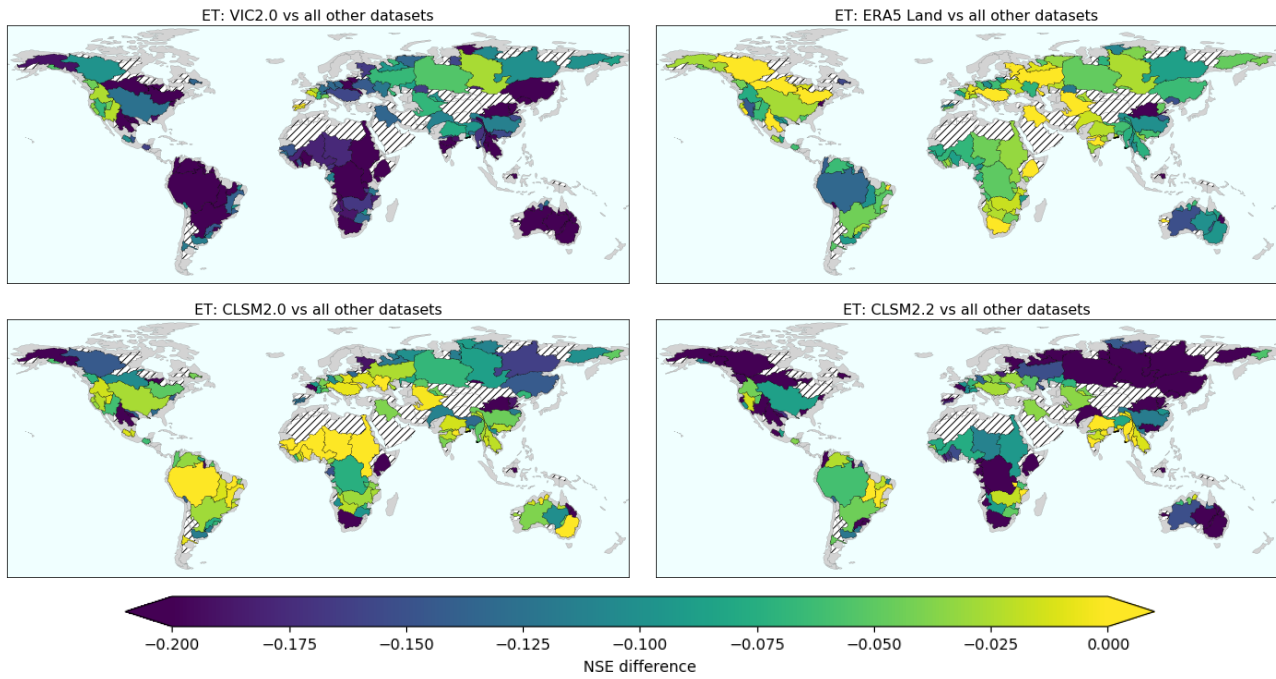 ET: VIC2.0 vs all other datasets
ET: ERA5 Land vs all other datasets
ET: CLSM2.0 vs all other datasets
ET: CLSM2.2 vs all other datasets
−0.200 −0.175 −0.150 −0.125 −0.100 −0.075 −0.050 −0.025 0.000
NSE difference